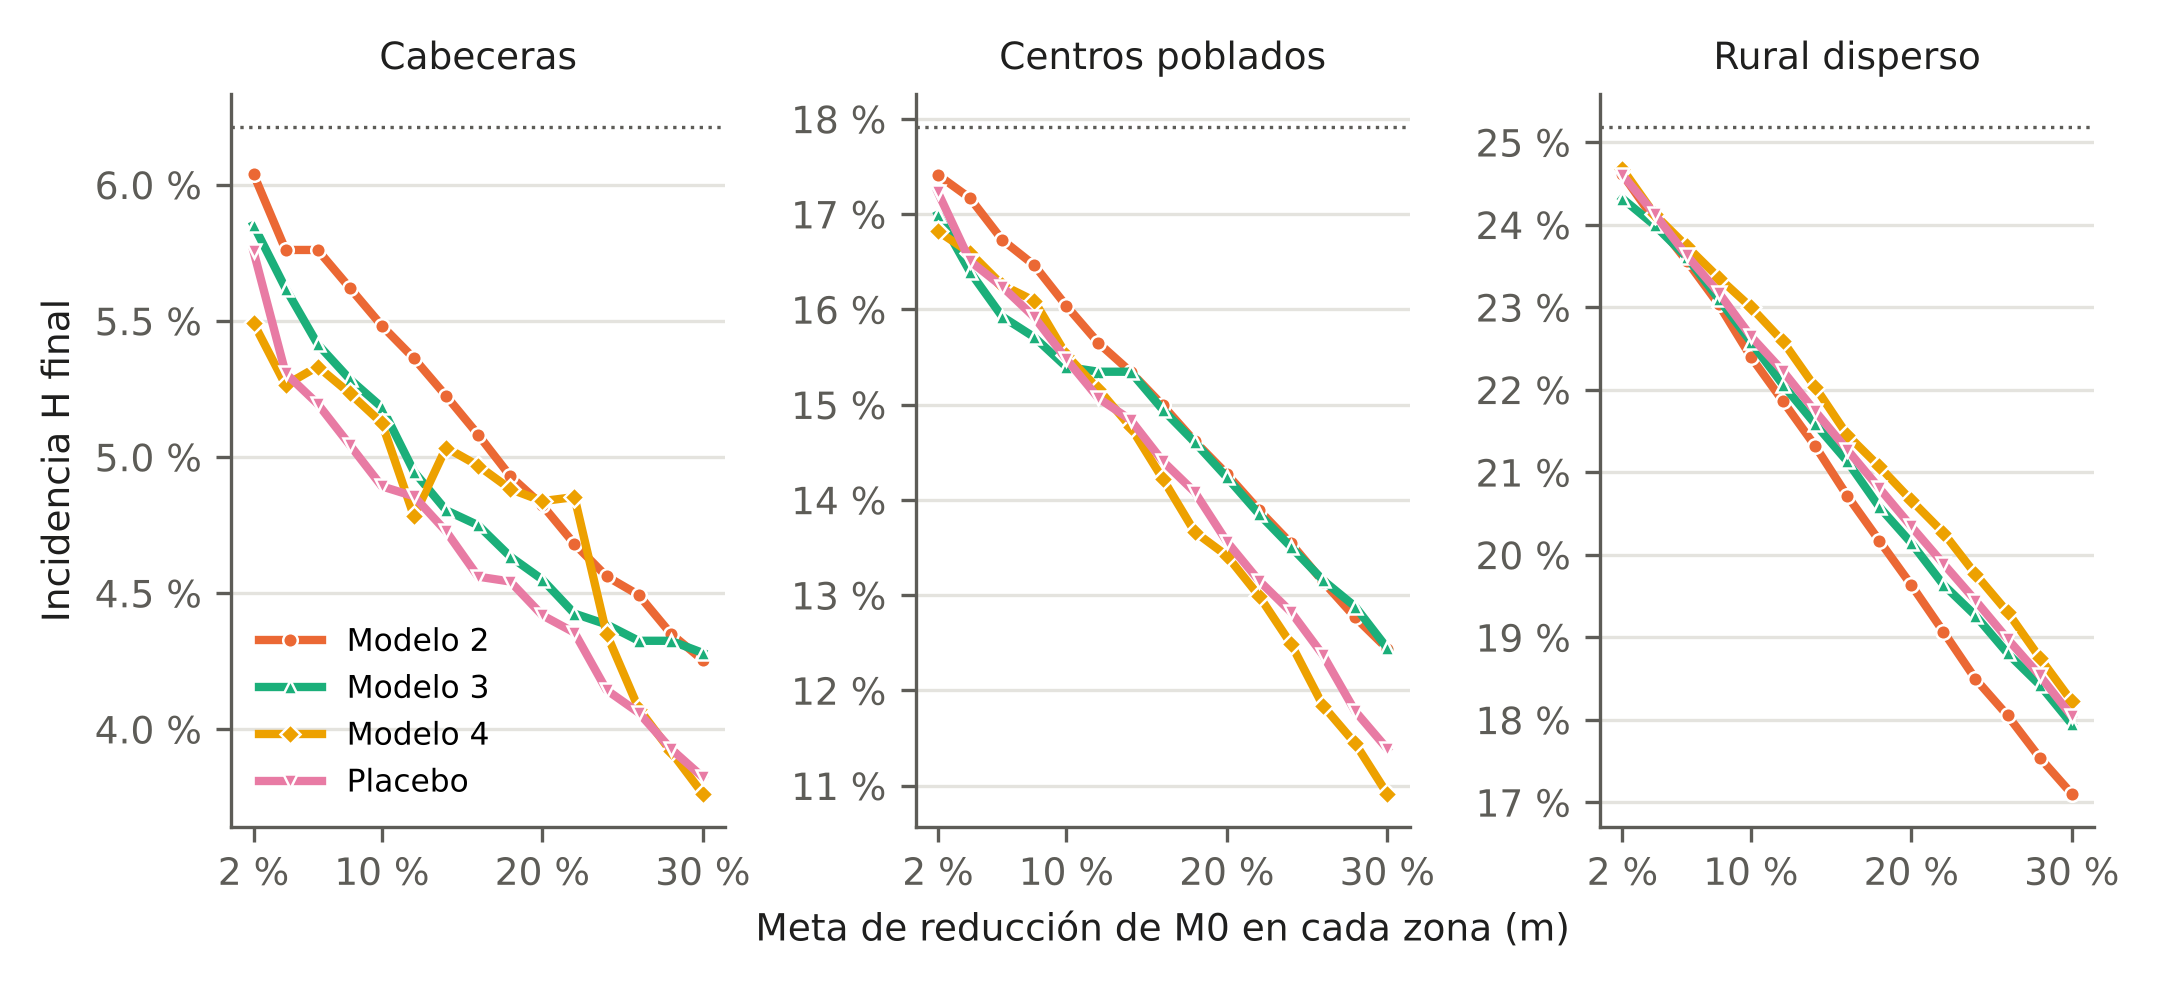 Cabeceras
Centros poblados
Rural disperso
Incidencia H final
6.0 %
5.5 %
5.0 %
4.5 %
4.0 %
18 %
17 %
16 %
15 %
14 %
13 %
12 %
11 %
25 %
24 %
23 %
22 %
21 %
20 %
19 %
18 %
17 %
Modelo 2
Modelo 3
Modelo 4
Placebo
2 % 10 % 20 % 30 %
2 % 10 % 20 % 30 %
2 % 10 % 20 % 30 %
Meta de reducción de M0 en cada zona (m)